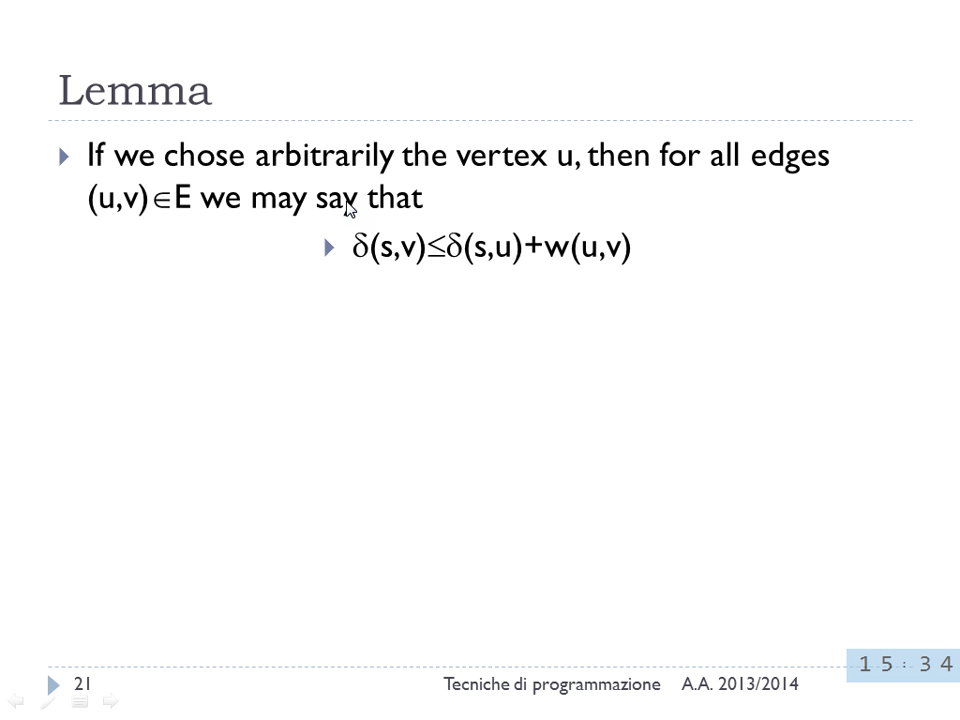 Lemma
If we chose arbitrarily the vertex u, then for all edges
(u,v)∈E we may say that
δ(s,v)≤δ(s,u)+w(u,v)
21
Tecniche di programmazione A.A. 2013/2014
15:34